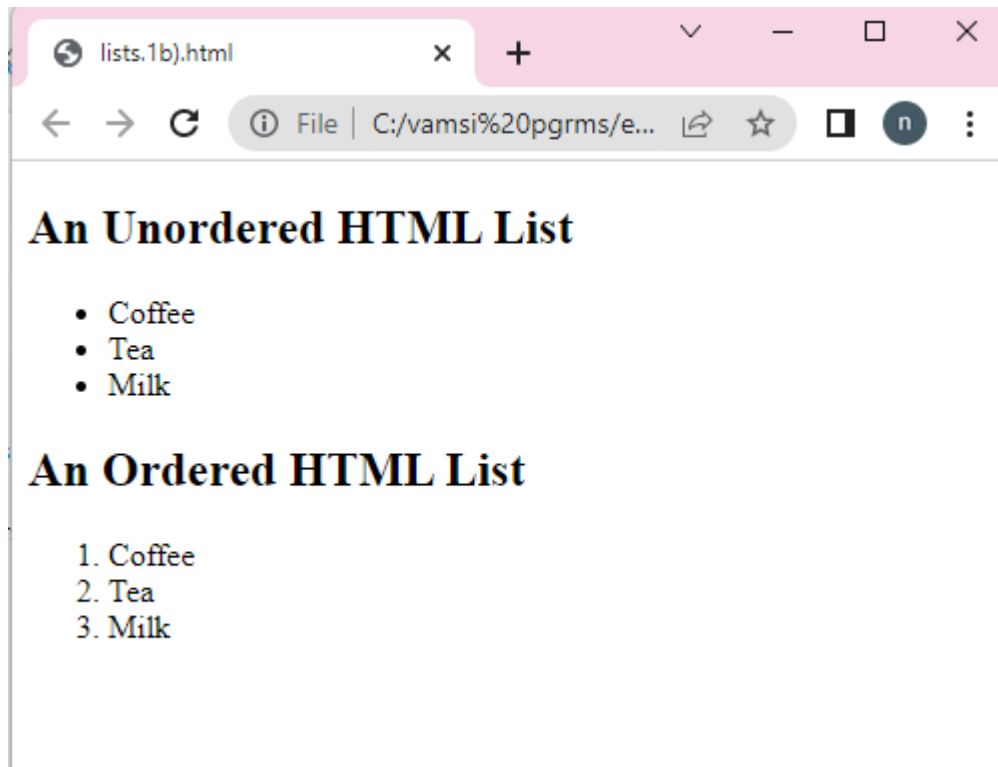 lists.1b).html
File C:/vamsi%20pgrms/e...
n
An Unordered HTML List
• Coffee
• Tea
• Milk
An Ordered HTML List
1. Coffee
2. Tea
3. Milk